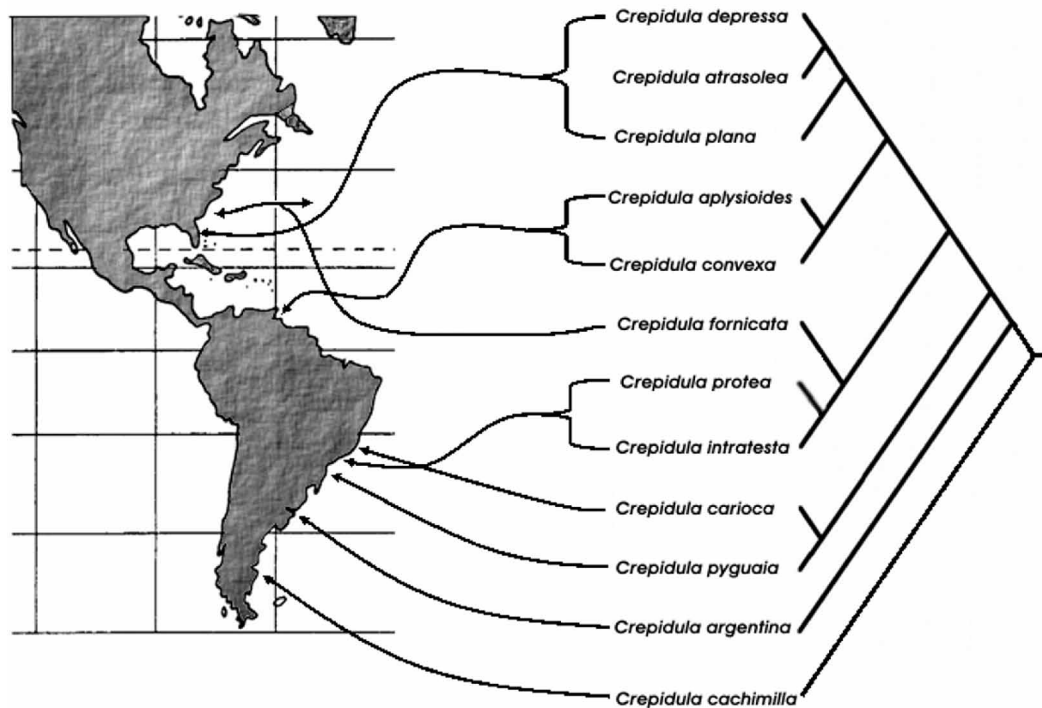 Crepidula depressa
Crepidula atrasolea
Crepidula plana
Crepidula aplysioides
Crepidula convexa
Crepidula fornicata
Crepidula protea
Crepidula intratesta
Crepidula carioca
Crepidula pyguaia
Crepidula argentina
Crepidula cachimilla